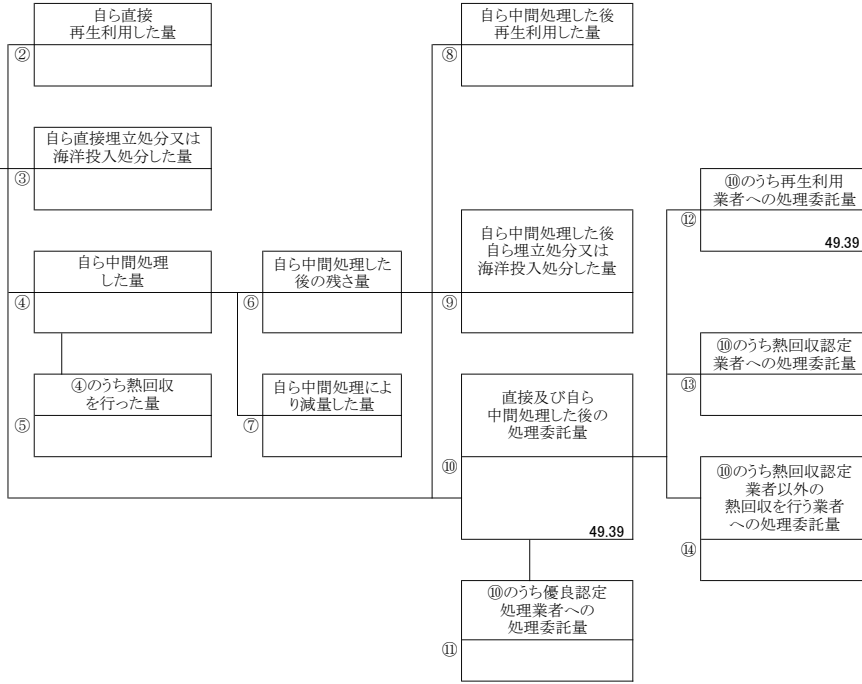 自ら直接
再生利用した量
②
自ら直接埋立処分又は
海洋投入処分した量
③
自ら中間処理
した量
④
④のうち熱回収
を行った量
⑤
自ら中間処理した
後の残さ量
⑥
自ら中間処理によ
り減量した量
⑦
自ら中間処理した後
再生利用した量
⑧
自ら中間処理した後
自ら埋立処分又は
海洋投入処分した量
⑨
直接及び自ら
中間処理した後の
処理委託量
⑩
49.39
⑩のうち優良認定
処理業者への
処理委託量
⑪
⑩のうち再生利用
業者への処理委託量
⑫
49.39
⑩のうち熱回収認定
業者への処理委託量
⑬
⑩のうち熱回収認定
業者以外の
熱回収を行う業者
への処理委託量
⑭